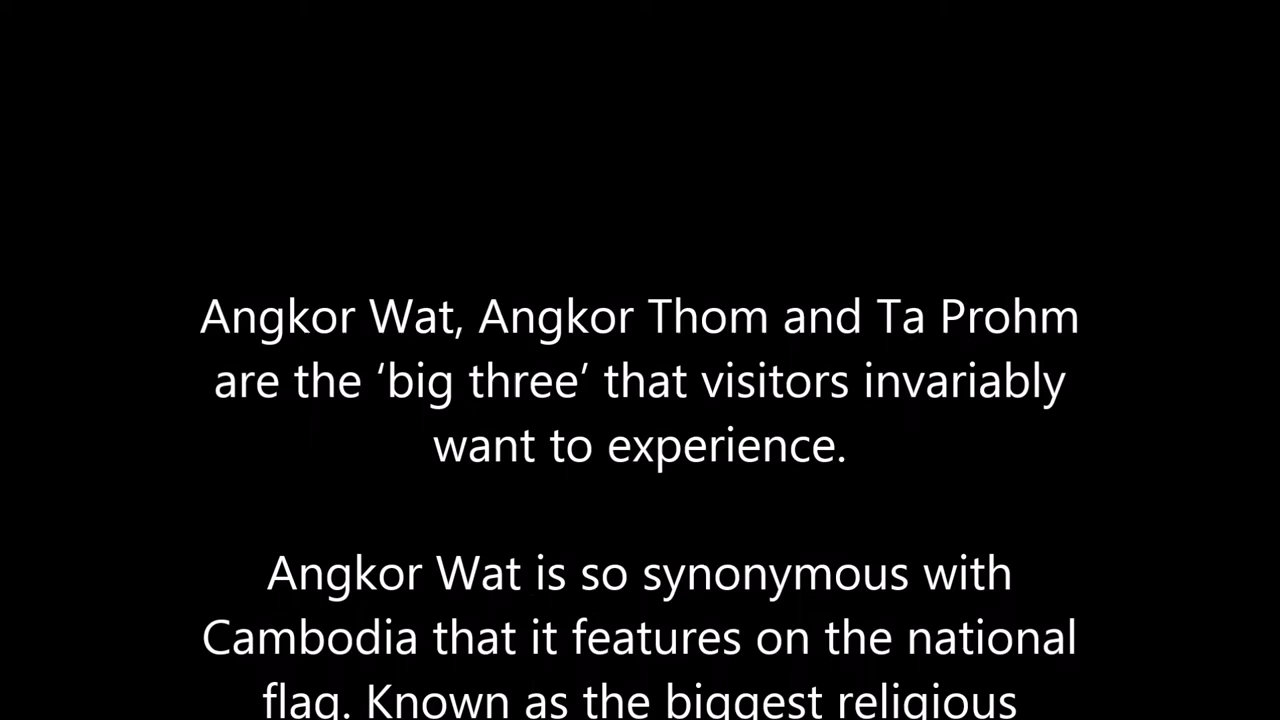 Angkor Wat, Angkor Thom and Ta Prohm
are the ‘big three’ that visitors invariably
want to experience.
Angkor Wat is so synonymous with
Cambodia that it features on the national
flag. Known as the biggest religious